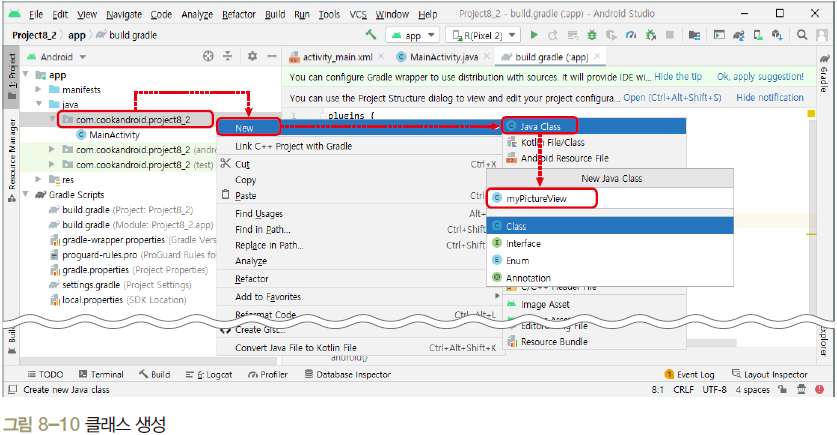 File Edit View Navigate Code Analyze Refactor Build Run Tools VCS Window Help Project8_2 - build.gradle (:app) - Android Studio
Project8_2 app build.gradle
app
R(Pixel 2)
1: Project
Resource Manager
Android
activity_main.xml
MainActivity.java
build.gradle (:app)
Gradle
You can configure Gradle wrapper to use distribution with sources. It will provide IDE wi... Hide the tip Ok, apply suggestion!
You can use the Project Structure dialog to view and edit your project configura... Open (Ctrl+Alt+Shift+S) Hide notification
1 plugins {
app
manifests
java
com.cookandroid.project8_2
MainActivity
com.cookandroid.project8_2 (andro
com.cookandroid.project8_2 (test)
res
Gradle Scripts
build.gradle (Project: Project8_2)
build.gradle (Module: Project8_2.app)
gradle-wrapper.properties (Gradle Vers
proguard-rules.pro (ProGuard Rules for
gradle.properties (Project Properties)
settings.gradle (Project Settings)
local.properties (SDK Location)
New
Link C++ Project with Gradle
Cut Ctrl+X
Copy
Paste
Find Usages Alt+
Find in Path... Ctrl+Shift
Replace in Path... Ctrl+Shift
Analyze
Refactor
Add to Favorites
Reformat Code Ctrl+Alt+L
Create Gist...
Convert Java File to Kotlin File Ctrl+Alt+Shift+K
Java Class
Kotlin File/Class
Android Resource File
New Java Class
myPictureView
Class
Interface
Enum
Annotation
C/C++ Header File
Image Asset
Resource Bundle
android{}
TODO Terminal Build 6: Logcat Profiler Database Inspector 1 Event Log Layout Inspector
Create new Java class 8:1 CRLF UTF-8 4 spaces
그림 8-10 클래스 생성